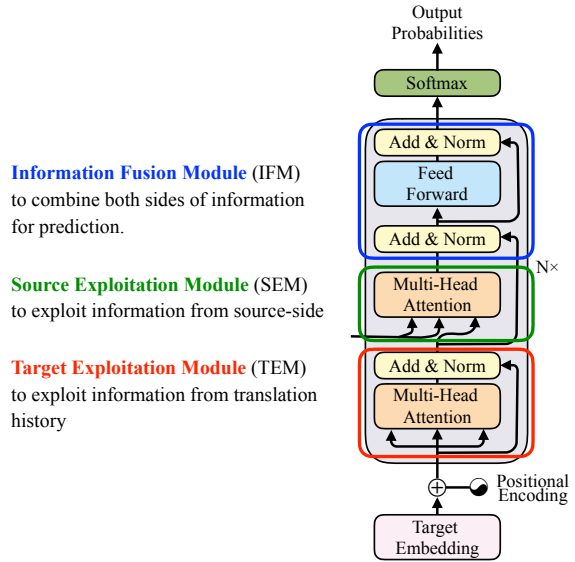 Output
Probabilities
Softmax
Add & Norm
Information Fusion Module (IFM)
to combine both sides of information
for prediction.
Feed
Forward
Add & Norm
N×
Source Exploitation Module (SEM)
to exploit information from source-side
Multi-Head
Attention
Target Exploitation Module (TEM)
to exploit information from translation
history
Add & Norm
Multi-Head
Attention
Positional
Encoding
Target
Embedding